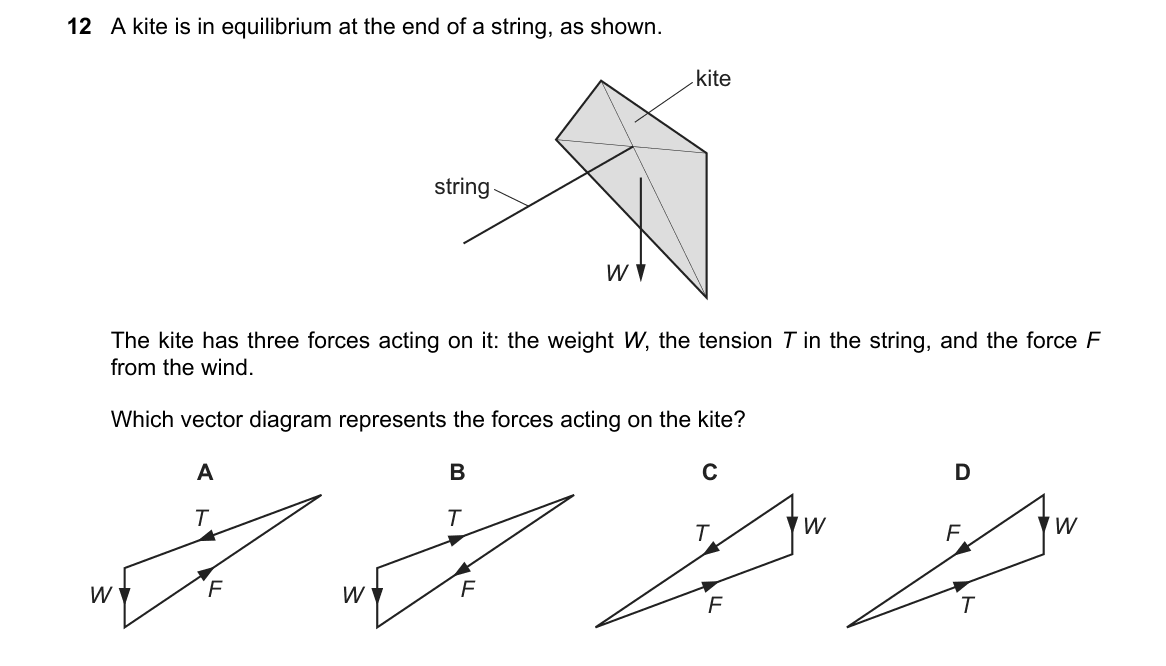 12 A kite is in equilibrium at the end of a string, as shown.
kite
string
W
The kite has three forces acting on it: the weight W, the tension T in the string, and the force F
from the wind.
Which vector diagram represents the forces acting on the kite?
A B C D
T T T W F W
W F W F F T